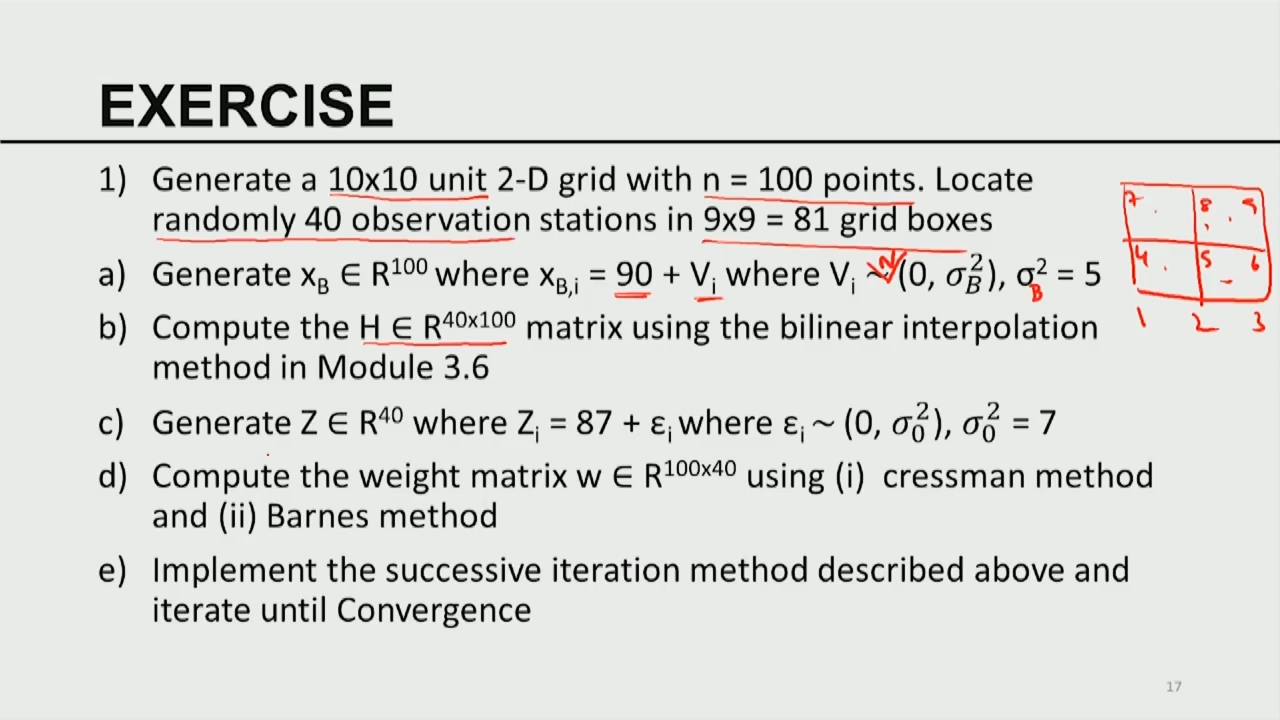 EXERCISE
1) Generate a 10x10 unit 2-D grid with n = 100 points. Locate
randomly 40 observation stations in 9x9 = 81 grid boxes
a) Generate x_B ∈ R^100 where x_B,i = 90 + V_i where V_i ~ N (0, σ_B^2), σ_B^2 = 5
b) Compute the H ∈ R^40x100 matrix using the bilinear interpolation
method in Module 3.6
c) Generate Z ∈ R^40 where Z_i = 87 + ε_i where ε_i ~ (0, σ_0^2), σ_0^2 = 7
d) Compute the weight matrix w ∈ R^100x40 using (i) cressman method
and (ii) Barnes method
e) Implement the successive iteration method described above and
iterate until Convergence
7 8 9
4 5 6
1 2 3
17